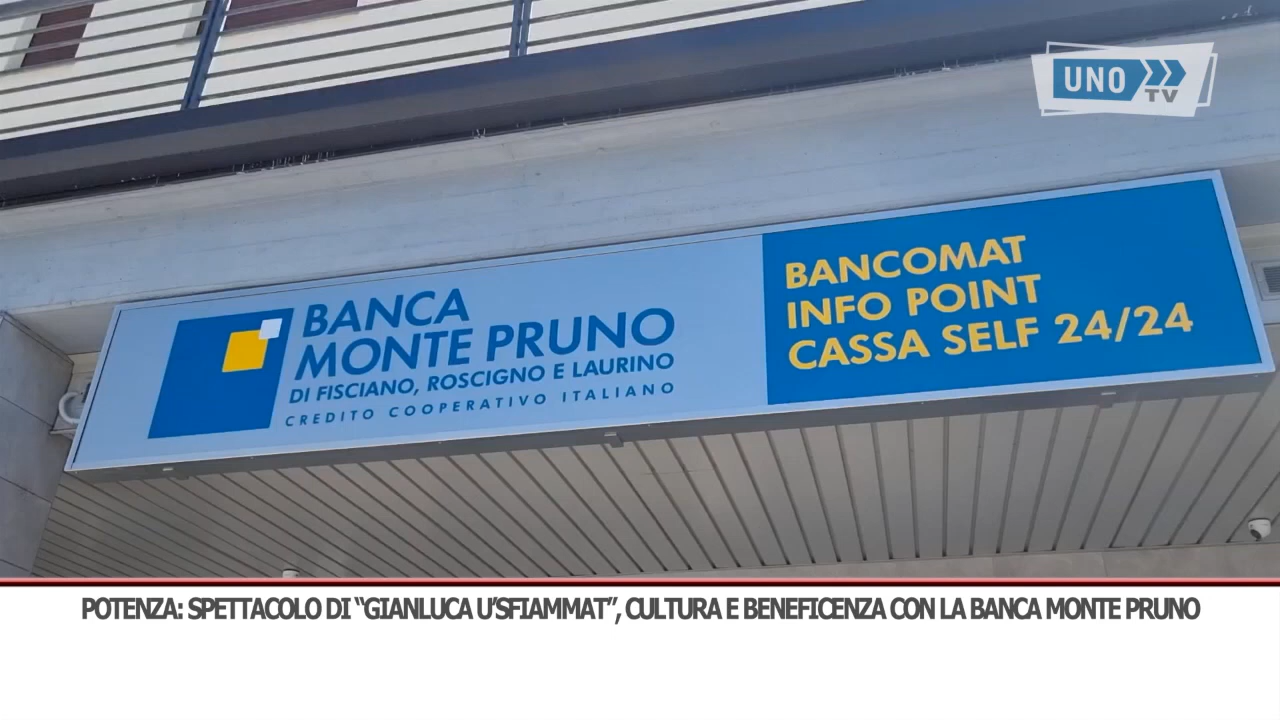 UNO
TV
BANCA
MONTE PRUNO
DI FISCIANO, ROSCIGNO E LAURINO
CREDITO COOPERATIVO ITALIANO
BANCOMAT
INFO POINT
CASSA SELF 24/24
POTENZA: SPETTACOLO DI “GIANLUCA U’SFIAMMAT”, CULTURA E BENEFICENZA CON LA BANCA MONTE PRUNO